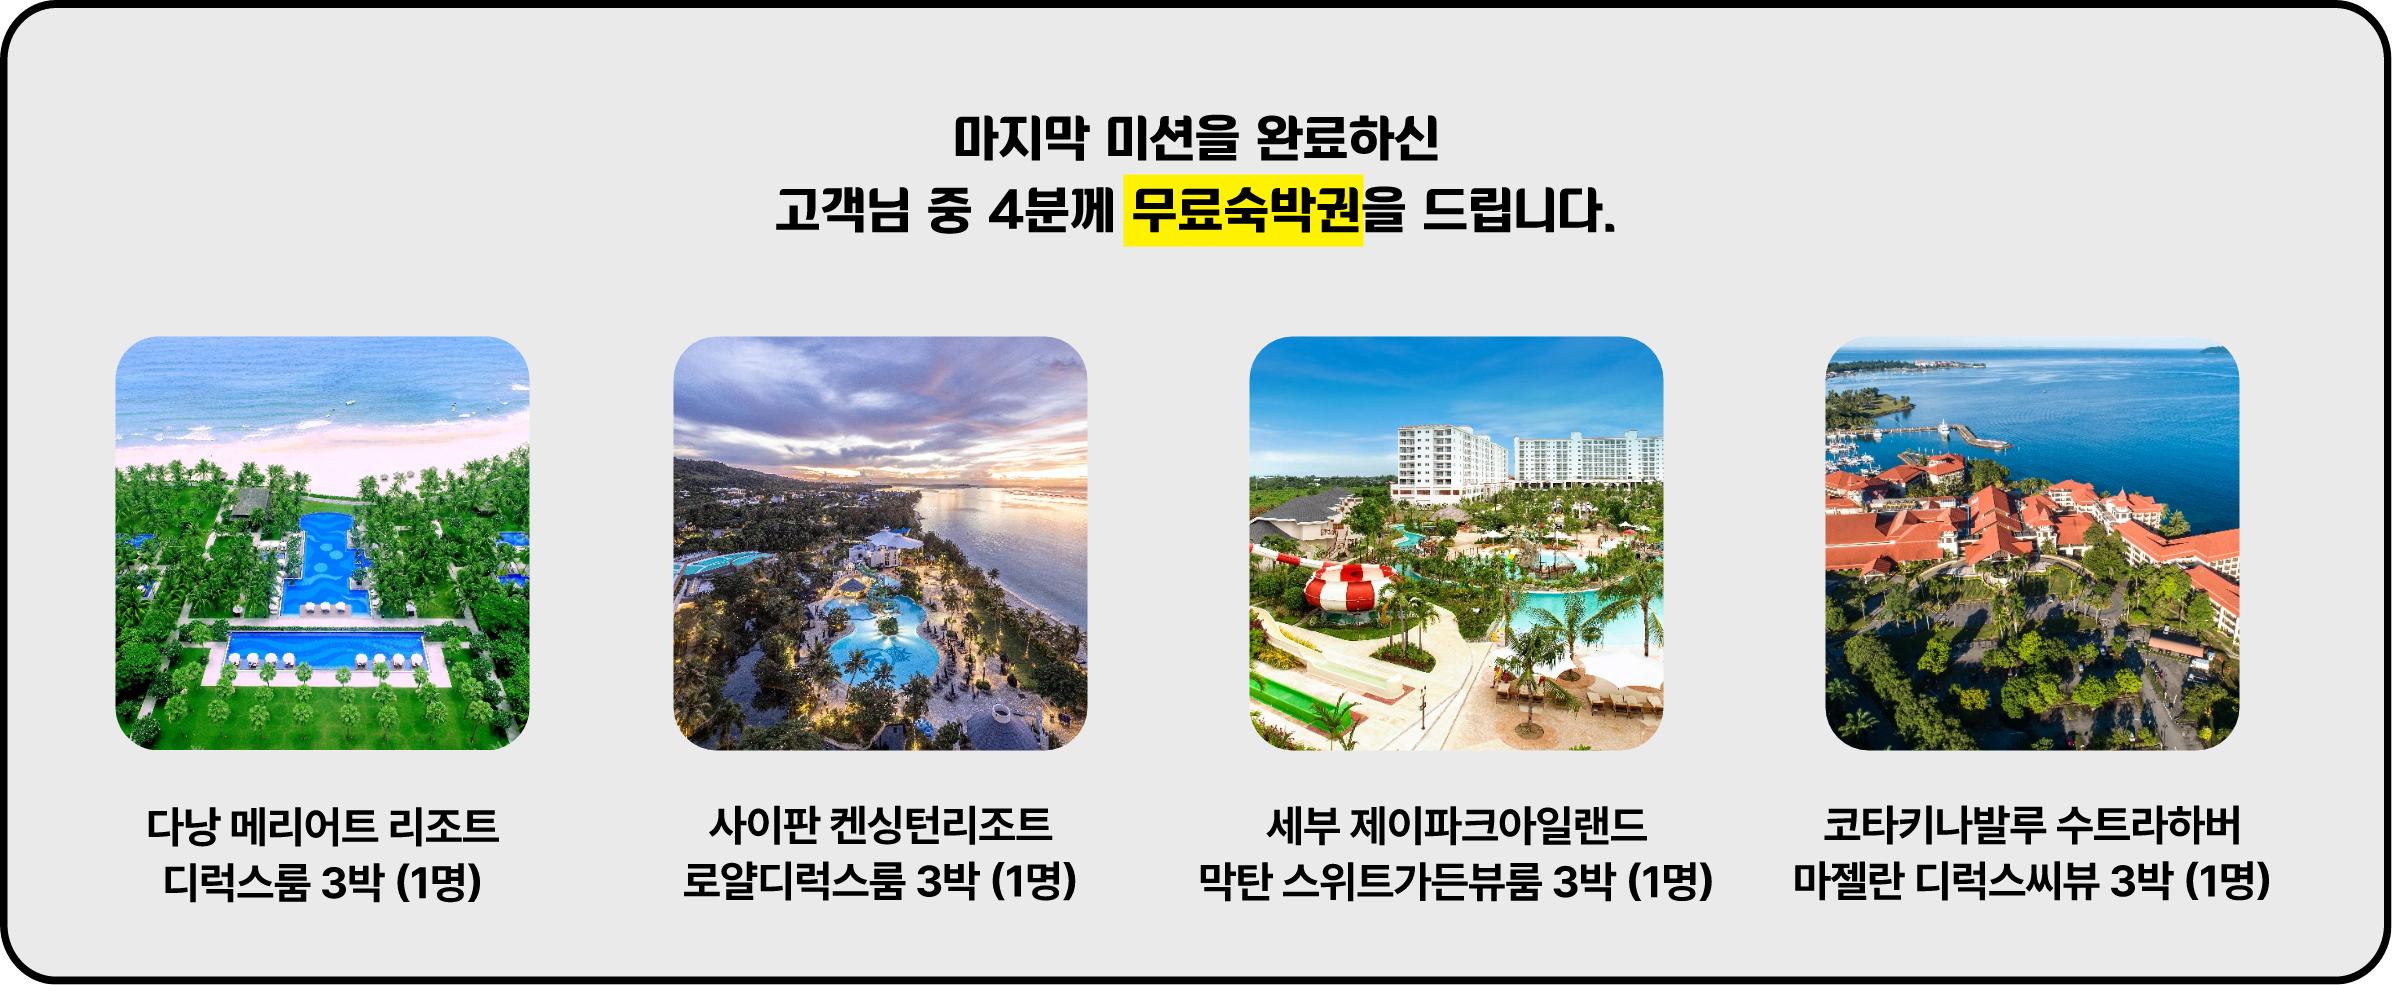 마지막 미션을 완료하신
고객님 중 4분께 무료숙박권을 드립니다.
다낭 메리어트 리조트
디럭스룸 3박 (1명)
사이판 켄싱턴리조트
로얄디럭스룸 3박 (1명)
세부 제이파크아일랜드
막탄 스위트가든뷰룸 3박 (1명)
코타키나발루 수트라하버
마젤란 디럭스씨뷰 3박 (1명)